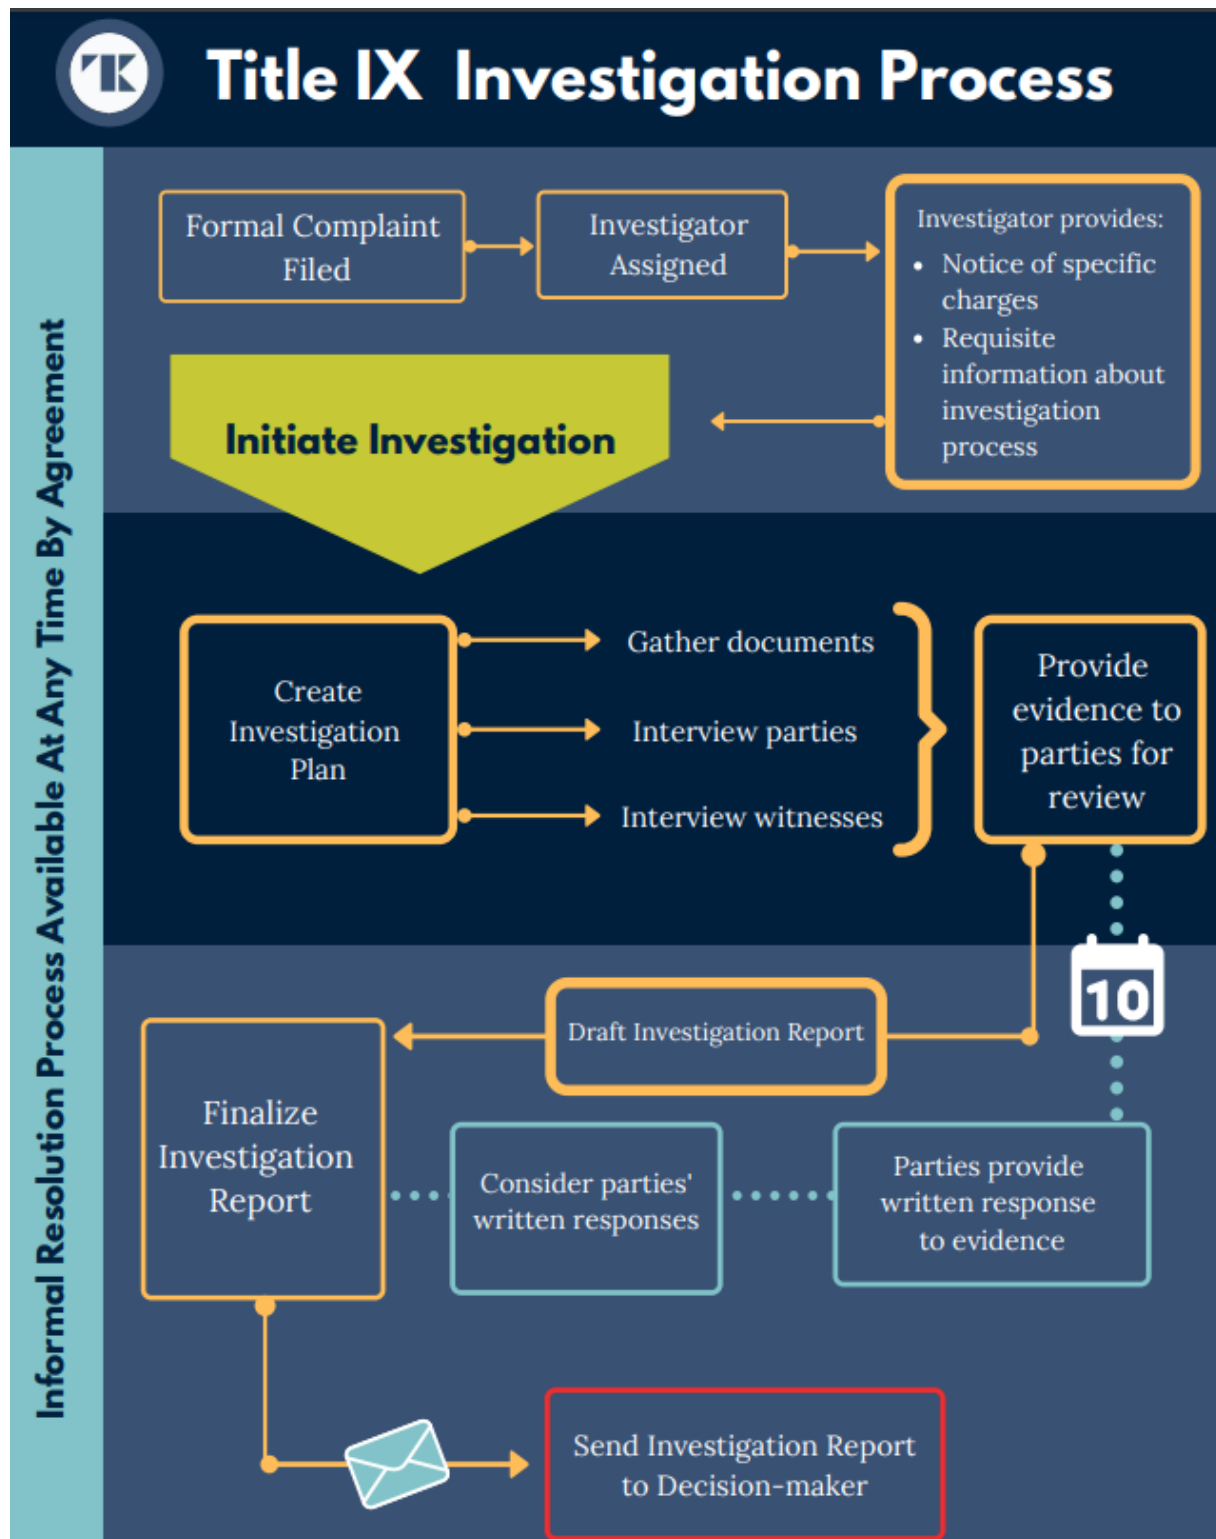 TK
Title IX Investigation Process
Informal Resolution Process Available At Any Time By Agreement
Formal Complaint
Filed
Investigator
Assigned
Investigator provides:
• Notice of specific
charges
• Requisite
information about
investigation
process
Initiate Investigation
Create
Investigation
Plan
Gather documents
Interview parties
Interview witnesses
Provide
evidence to
parties for
review
10
Draft Investigation Report
Finalize
Investigation
Report
Consider parties'
written responses
Parties provide
written response
to evidence
Send Investigation Report
to Decision-maker